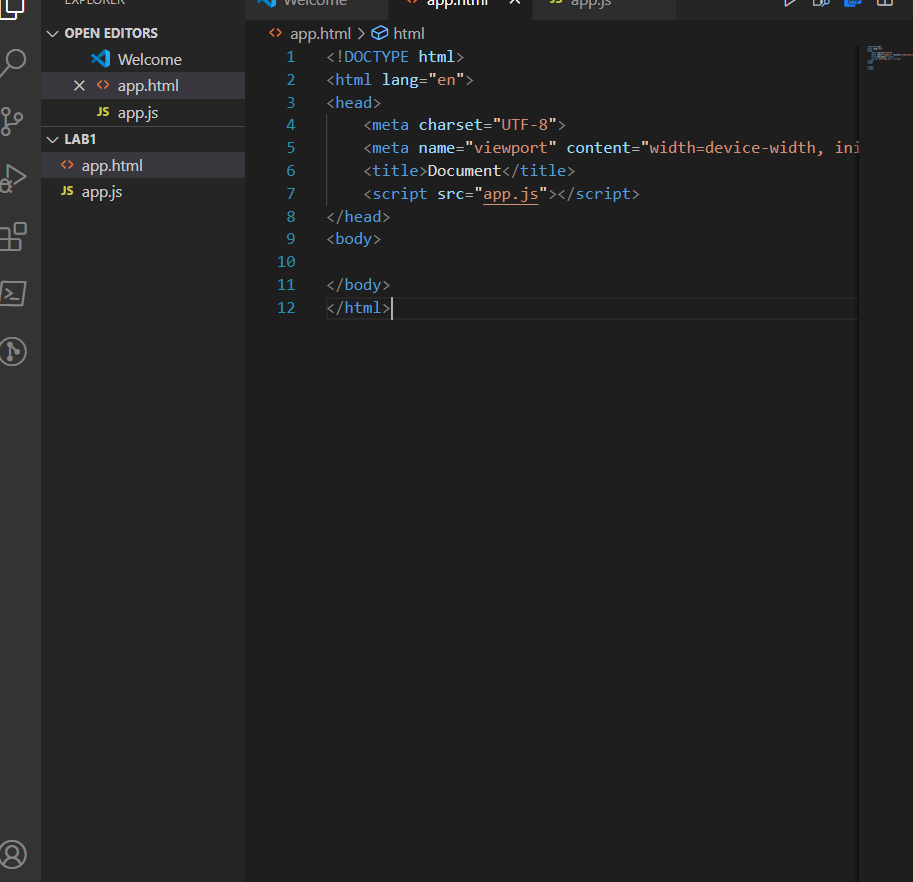 EXPLORER
OPEN EDITORS
Welcome
app.html
JS app.js
LAB1
app.html
JS app.js
Welcome
app.html
JS app.js
app.html > html
1 <!DOCTYPE html>
2 <html lang="en">
3 <head>
4 <meta charset="UTF-8">
5 <meta name="viewport" content="width=device-width, ini
6 <title>Document</title>
7 <script src="app.js"></script>
8 </head>
9 <body>
10
11 </body>
12 </html>